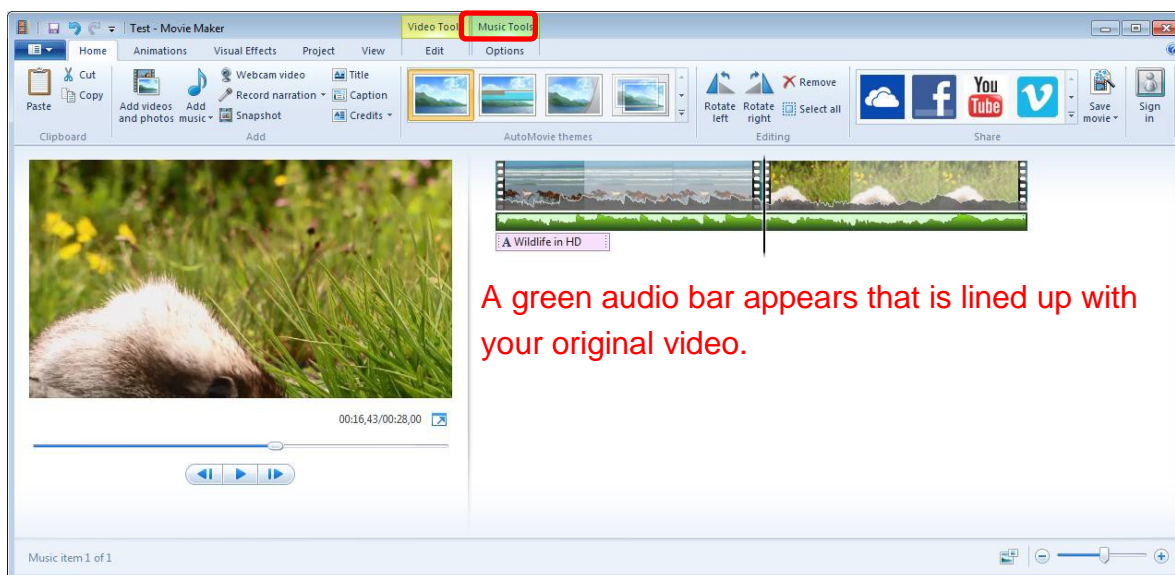 Test - Movie Maker
Video Tool
Music Tools
Home
Animations
Visual Effects
Project
View
Edit
Options
Paste
Cut
Copy
Clipboard
Add videos
and photos
Add
music
Webcam video
Record narration
Snapshot
Title
Caption
Credits
Add
AutoMovie themes
Rotate
left
Rotate
right
Remove
Select all
Editing
f
You
Tube
v
Share
Save
movie
Sign
in
A Wildlife in HD
A green audio bar appears that is lined up with
your original video.
00:16,43/00:28,00
Music item 1 of 1